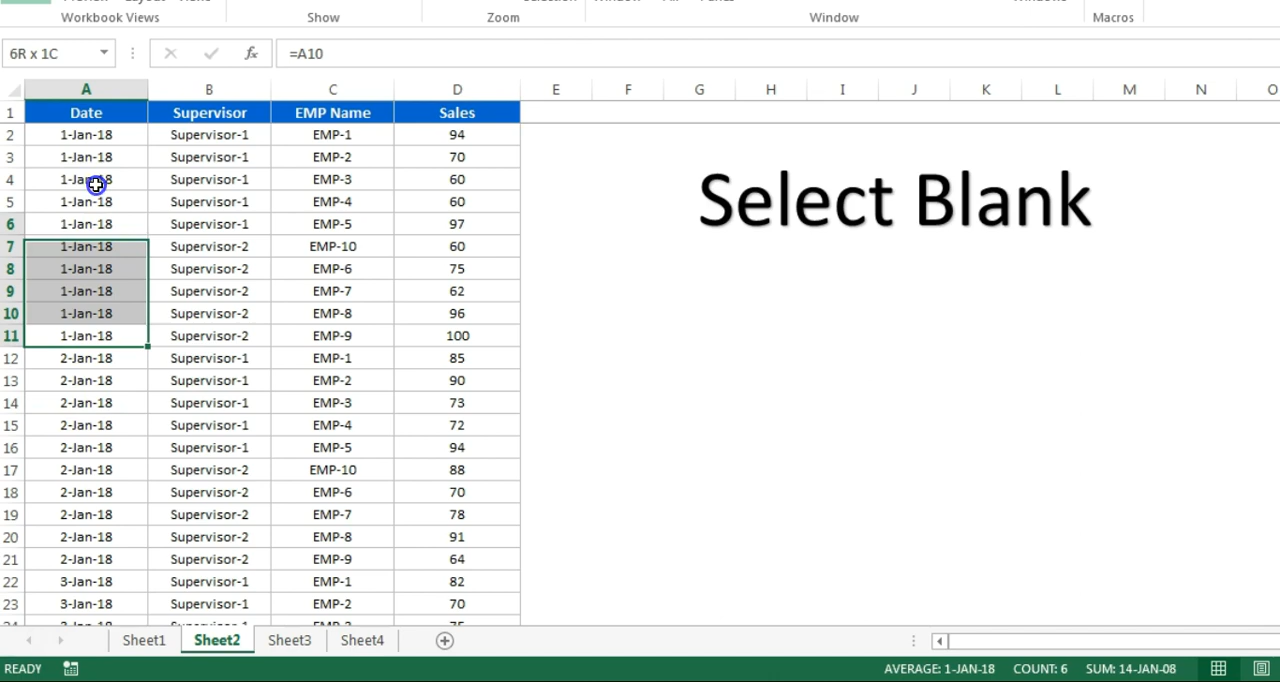 Workbook Views Show Zoom Window Macros
6R x 1C =A10
A B C D E F G H I J K L M N O
1 Date Supervisor EMP Name Sales
2 1-Jan-18 Supervisor-1 EMP-1 94
3 1-Jan-18 Supervisor-1 EMP-2 70
4 Supervisor-1 EMP-3 60
5 1-Jan-18 Supervisor-1 EMP-4 60
6 1-Jan-18 Supervisor-1 EMP-5 97
7 1-Jan-18 Supervisor-2 EMP-10 60
8 1-Jan-18 Supervisor-2 EMP-6 75
9 1-Jan-18 Supervisor-2 EMP-7 62
10 1-Jan-18 Supervisor-2 EMP-8 96
11 1-Jan-18 Supervisor-2 EMP-9 100
12 2-Jan-18 Supervisor-1 EMP-1 85
13 2-Jan-18 Supervisor-1 EMP-2 90
14 2-Jan-18 Supervisor-1 EMP-3 73
15 2-Jan-18 Supervisor-1 EMP-4 72
16 2-Jan-18 Supervisor-1 EMP-5 94
17 2-Jan-18 Supervisor-2 EMP-10 88
18 2-Jan-18 Supervisor-2 EMP-6 70
19 2-Jan-18 Supervisor-2 EMP-7 78
20 2-Jan-18 Supervisor-2 EMP-8 91
21 2-Jan-18 Supervisor-2 EMP-9 64
22 3-Jan-18 Supervisor-1 EMP-1 82
23 3-Jan-18 Supervisor-1 EMP-2 70
Select Blank
Sheet1 Sheet2 Sheet3 Sheet4
READY AVERAGE: 1-JAN-18 COUNT: 6 SUM: 14-JAN-08